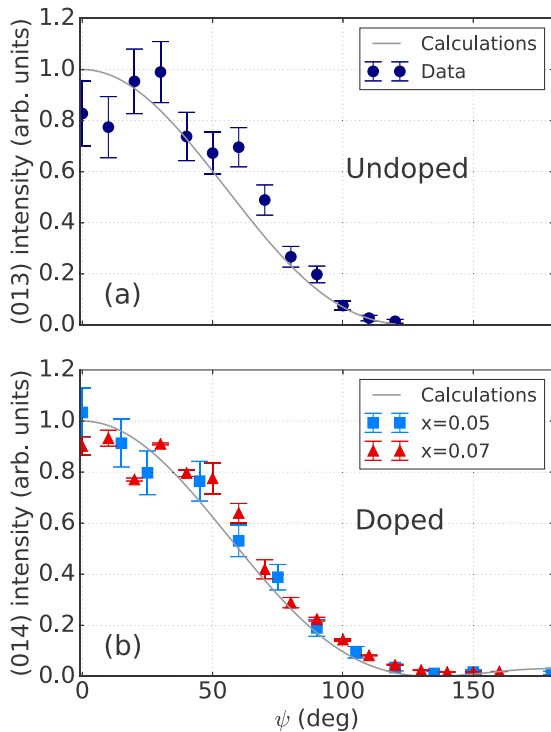 1.2
1.0
0.8
0.6
0.4
0.2
0.0
(013) intensity (arb. units)
Calculations
Data
Undoped
(a)
1.2
1.0
0.8
0.6
0.4
0.2
0.0
(014) intensity (arb. units)
Calculations
x=0.05
x=0.07
Doped
(b)
0
50
100
150
ψ (deg)